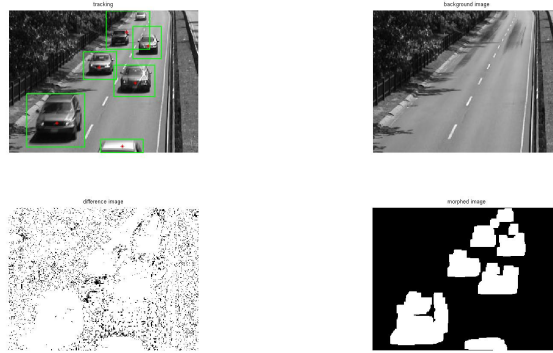 tracking
background image
difference image
morphed image